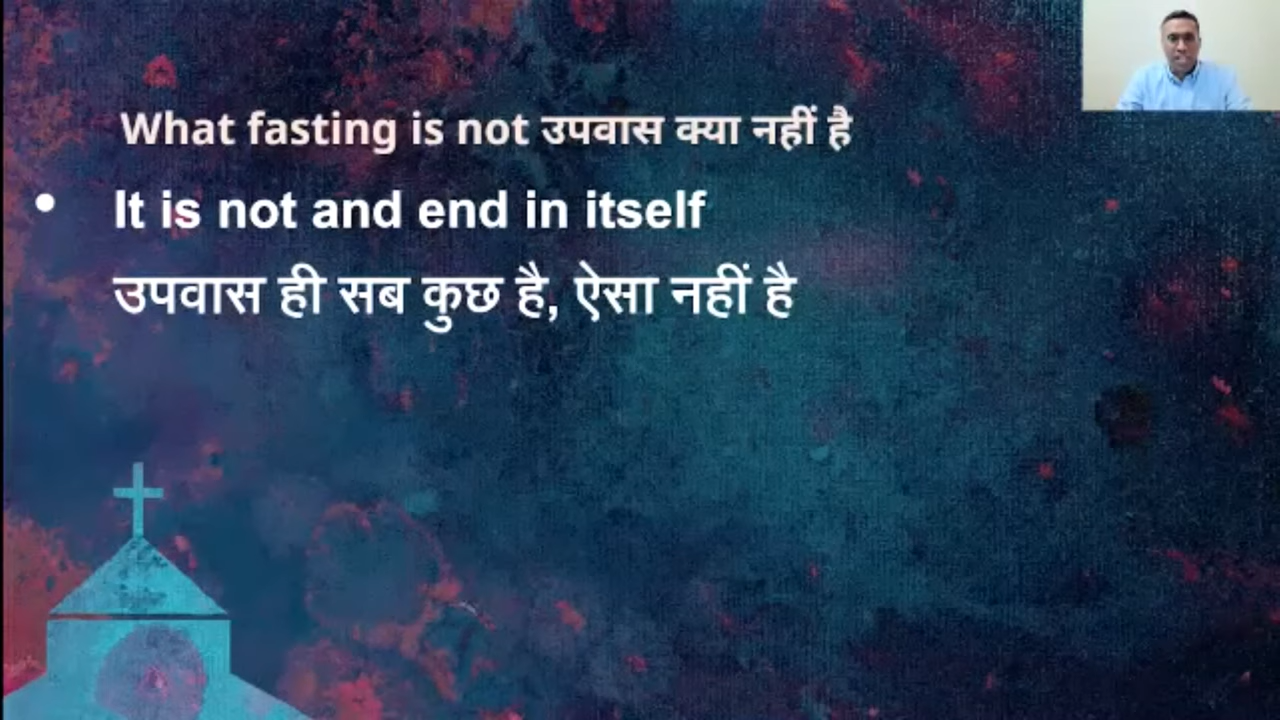 What fasting is not उपवास क्या नहीं है
• It is not and end in itself
उपवास ही सब कुछ है, ऐसा नहीं है